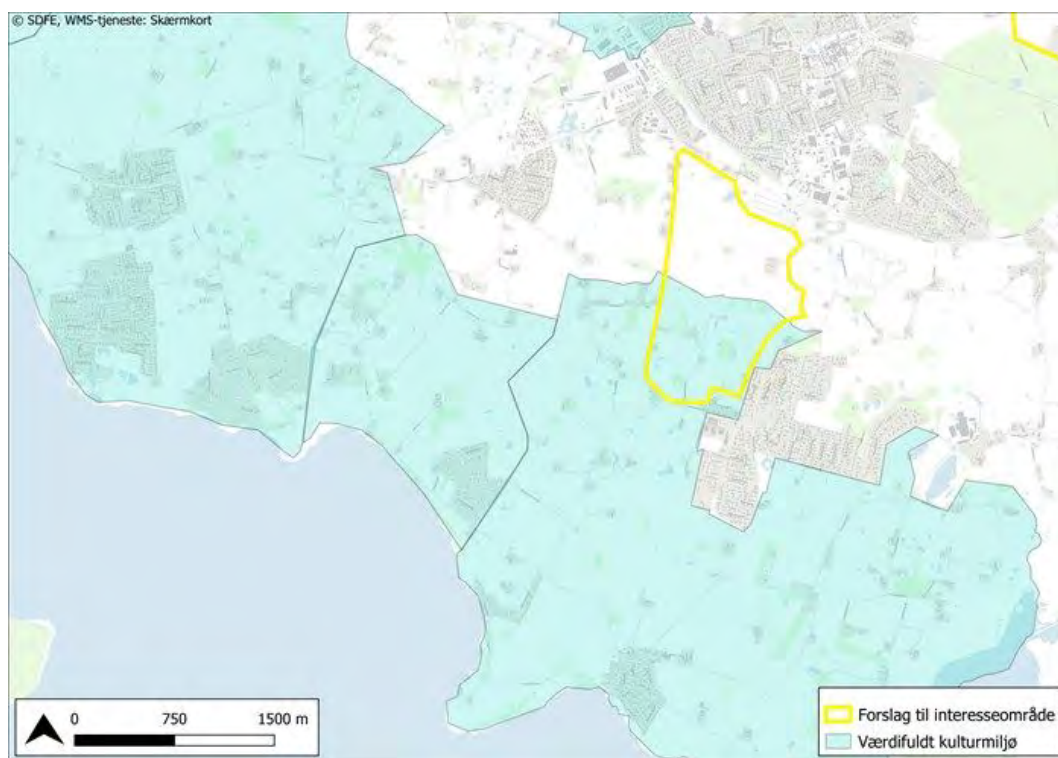 © SDFE, WMS-tjeneste: Skærmkort
0 750 1500 m
Forslag til interesseområde
Værdifuldt kulturmiljø